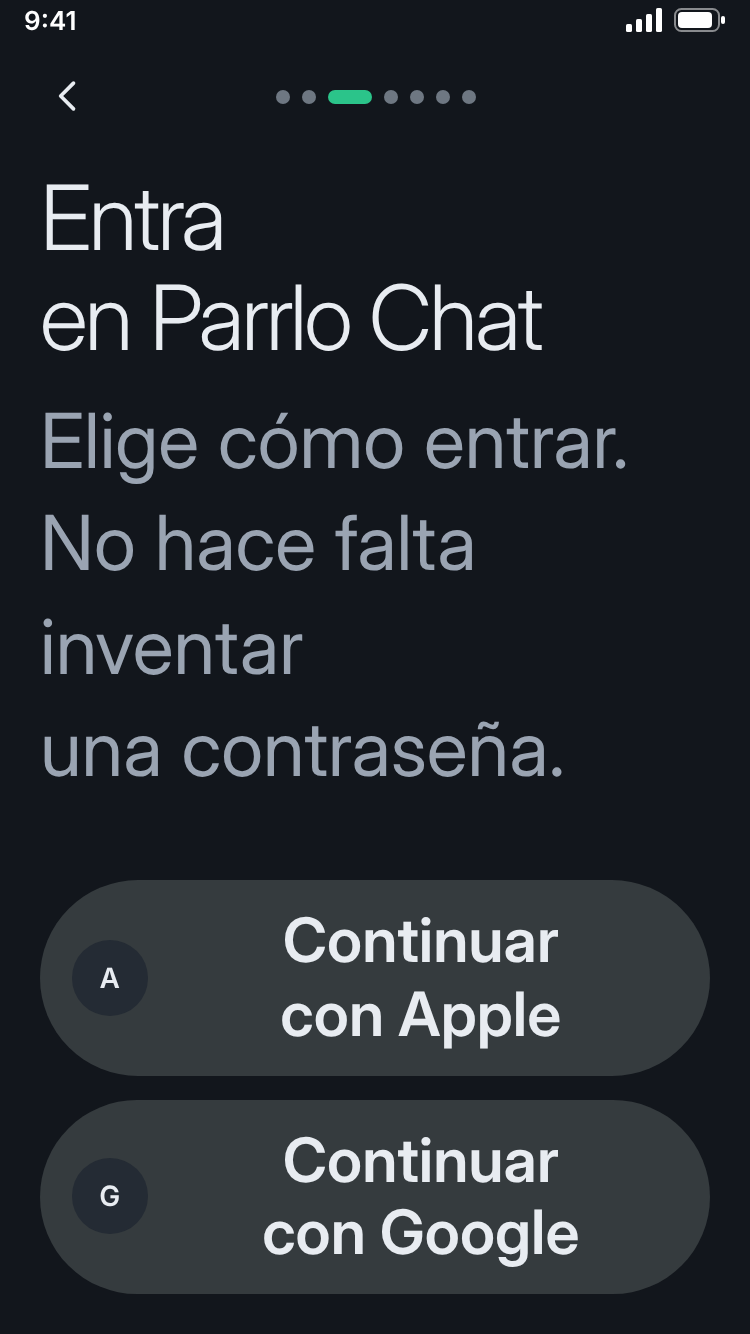 9:41
Entra
en Parrlo Chat
Elige cómo entrar.
No hace falta
inventar
una contraseña.
A
Continuar
con Apple
G
Continuar
con Google